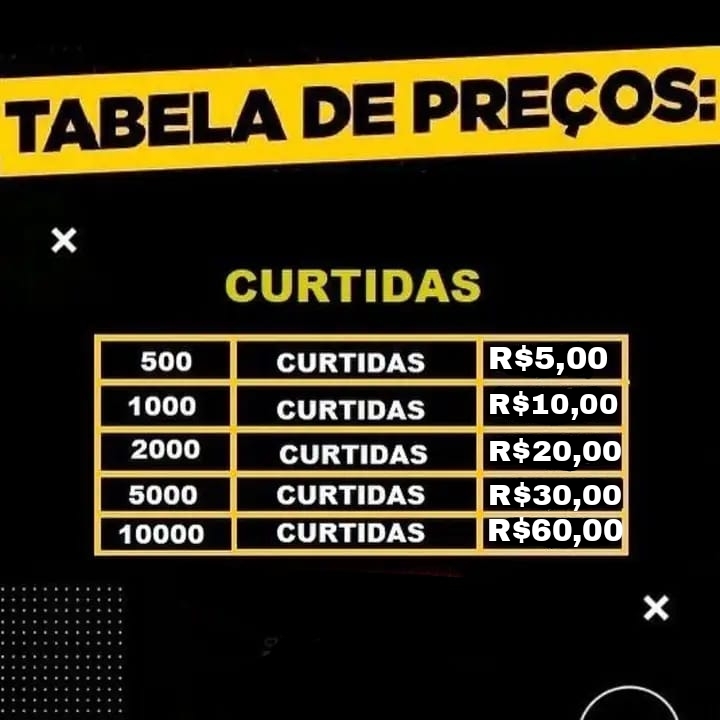 TABELA DE PREÇOS:
CURTIDAS
500 CURTIDAS R$5,00
1000 CURTIDAS R$10,00
2000 CURTIDAS R$20,00
5000 CURTIDAS R$30,00
10000 CURTIDAS R$60,00